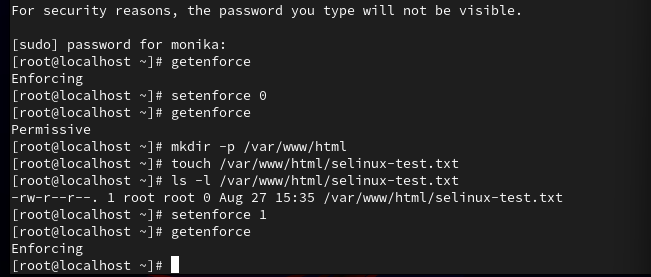 For security reasons, the password you type will not be visible.
[sudo] password for monika:
[root@localhost ~]# getenforce
Enforcing
[root@localhost ~]# setenforce 0
[root@localhost ~]# getenforce
Permissive
[root@localhost ~]# mkdir -p /var/www/html
[root@localhost ~]# touch /var/www/html/selinux-test.txt
[root@localhost ~]# ls -l /var/www/html/selinux-test.txt
-rw-r--r--. 1 root root 0 Aug 27 15:35 /var/www/html/selinux-test.txt
[root@localhost ~]# setenforce 1
[root@localhost ~]# getenforce
Enforcing
[root@localhost ~]#